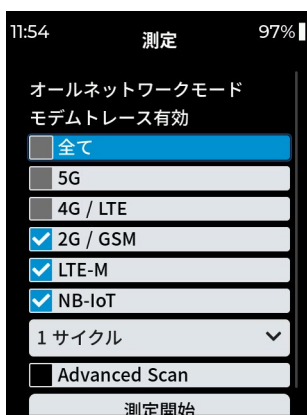 11:54 測定 97%
オールネットワークモード
モデムトレース有効
全て
5G
4G / LTE
2G / GSM
LTE-M
NB-IoT
1 サイクル
Advanced Scan
測定開始